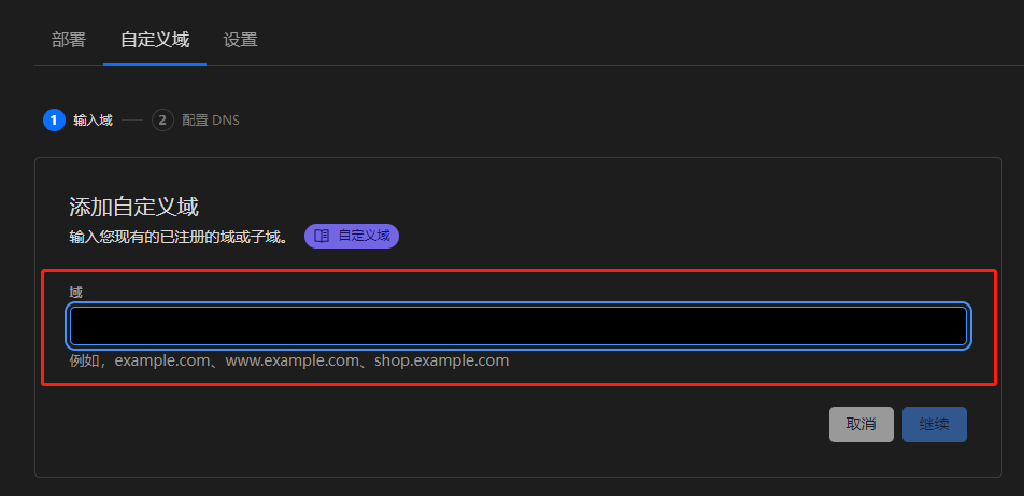 部署 自定义域 设置
1 输入域 2 配置 DNS
添加自定义域
输入您现有的已注册的域或子域。 自定义域
域
例如，example.com、www.example.com、shop.example.com
取消 继续